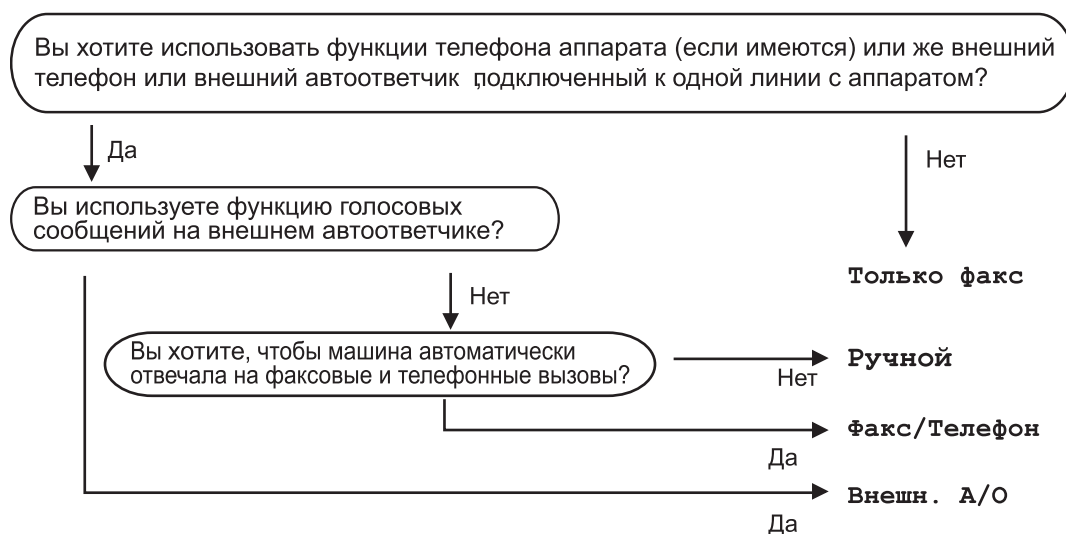 Вы хотите использовать функции телефона аппарата (если имеются) или же внешний
телефон или внешний автоответчик ,подключенный к одной линии с аппаратом?
Да
Нет
Вы используете функцию голосовых
сообщений на внешнем автоответчике?
Только факс
Нет
Вы хотите, чтобы машина автоматически
отвечала на факсовые и телефонные вызовы?
Нет
Ручной
Факс/Телефон
Да
Внешн. А/О
Да